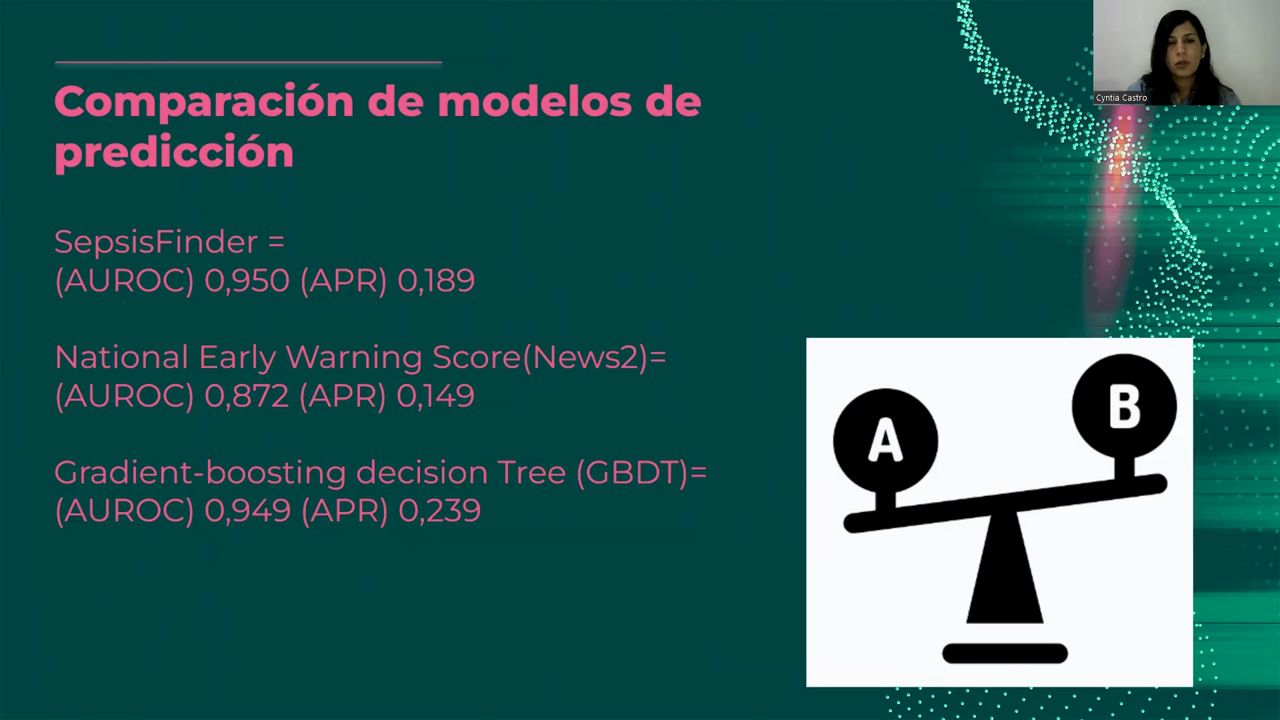 Comparación de modelos de
predicción
SepsisFinder =
(AUROC) 0,950 (APR) 0,189
National Early Warning Score(News2)=
(AUROC) 0,872 (APR) 0,149
Gradient-boosting decision Tree (GBDT)=
(AUROC) 0,949 (APR) 0,239
Cyntia Castro
A
B